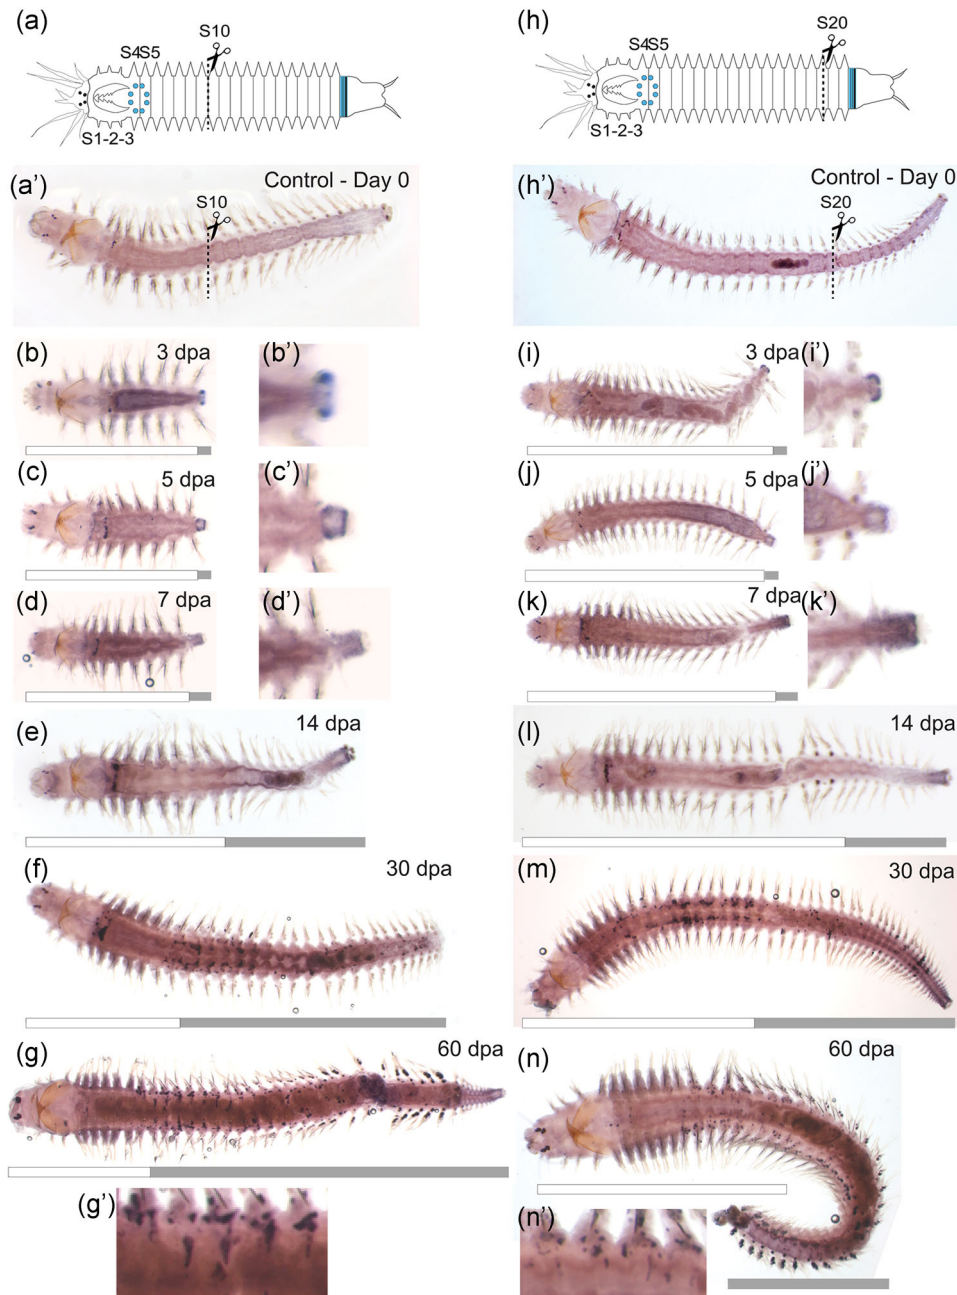 (a)
S10
S4S5
S1-2-3
(a’)
Control - Day 0
S10
(b)
3 dpa
(b’)
(c)
5 dpa
(c’)
(d)
7 dpa
(d’)
(e)
14 dpa
(f)
30 dpa
(g)
60 dpa
(g’)
(h)
S20
S4S5
S1-2-3
(h’)
Control - Day 0
S20
(i)
3 dpa
(i’)
(j)
5 dpa
(j’)
(k)
7 dpa
(k’)
(l)
14 dpa
(m)
30 dpa
(n)
60 dpa
(n’)